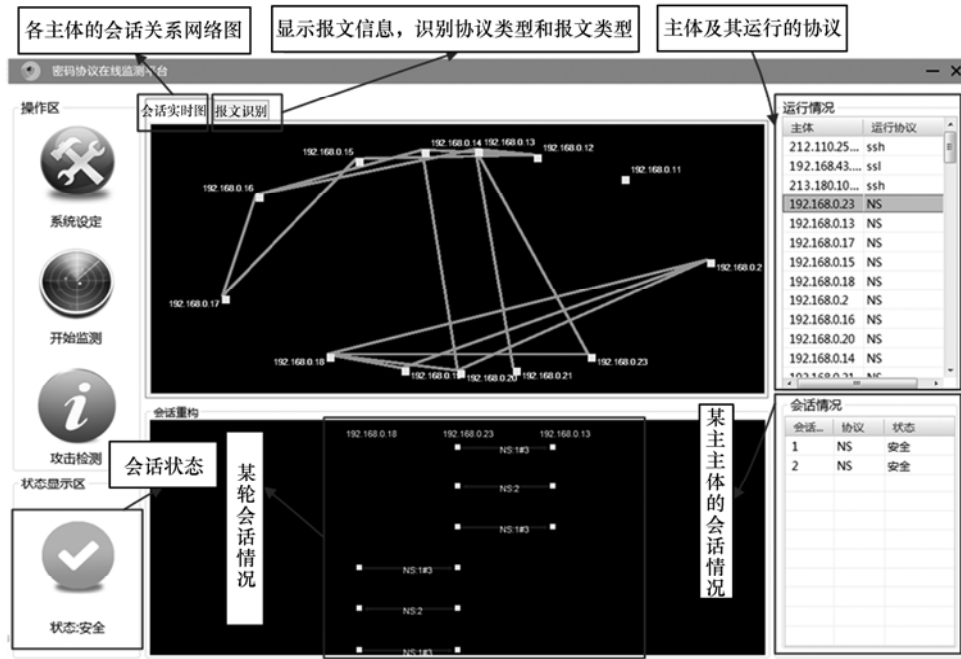 各主体的会话关系网络图
显示报文信息，识别协议类型和报文类型
主体及其运行的协议
密码协议在线监测平台
操作区
系统设定
开始监测
攻击检测
状态显示区
状态:安全
会话状态
会话实时图
报文识别
192.168.0.15
192.168.0.14
192.168.0.13
192.168.0.12
192.168.0.11
192.168.0.16
192.168.0.2
192.168.0.17
192.168.0.18
192.168.0.19
192.168.0.20
192.168.0.21
192.168.0.23
会话重构
某轮会话情况
192.168.0.18 192.168.0.23 192.168.0.13
NS:1#3
NS:2
NS:1#3
NS:1#3
NS:2
NS:1#3
某主主体的会话情况
运行情况
主体 运行协议
212.110.25... ssh
192.168.43.... ssl
213.180.10... ssh
192.168.0.23 NS
192.168.0.13 NS
192.168.0.17 NS
192.168.0.15 NS
192.168.0.18 NS
192.168.0.2 NS
192.168.0.16 NS
192.168.0.20 NS
192.168.0.14 NS
192.168.0.21 NS
会话情况
会话... 协议 状态
1 NS 安全
2 NS 安全